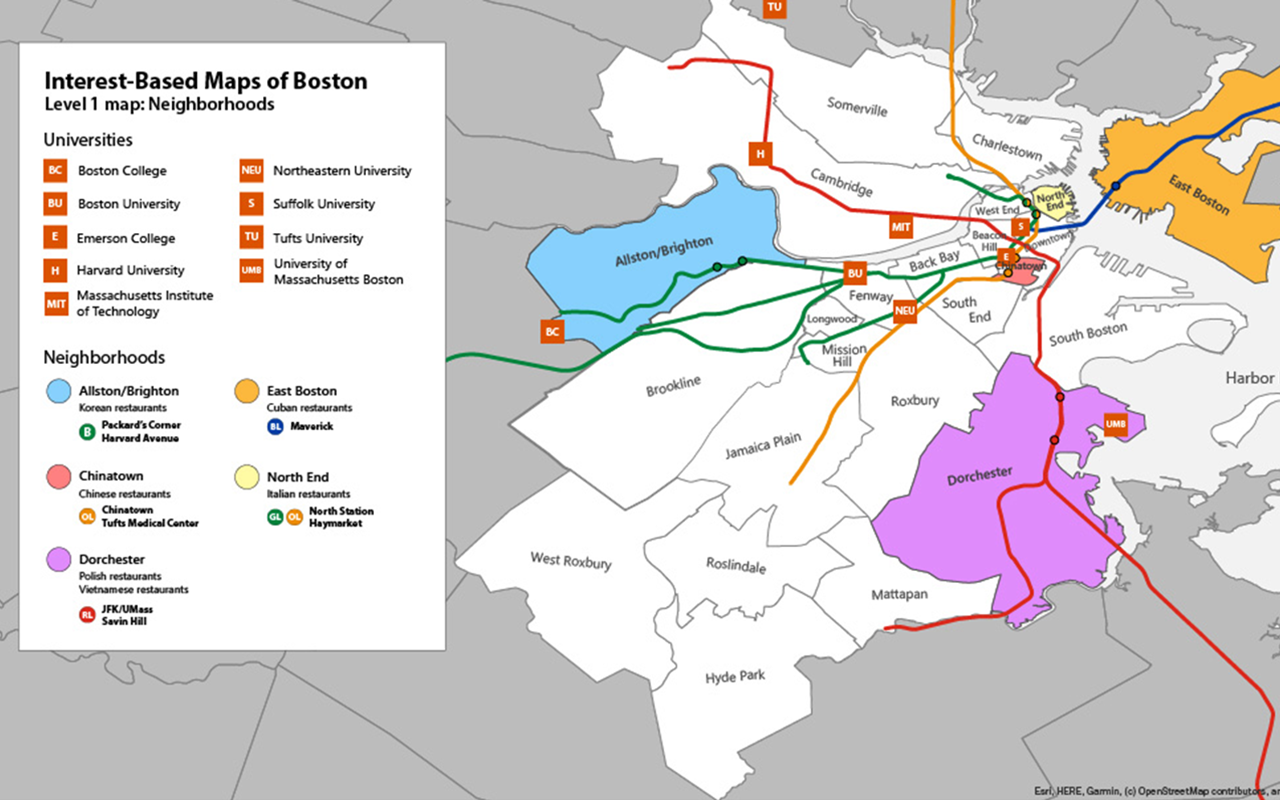 Interest-Based Maps of Boston
Level 1 map: Neighborhoods
Universities
BC Boston College
BU Boston University
E Emerson College
H Harvard University
MIT Massachusetts Institute
of Technology
NEU Northeastern University
S Suffolk University
TU Tufts University
UMB University of
Massachusetts Boston
Neighborhoods
Allston/Brighton
Korean restaurants
B Packard's Corner
Harvard Avenue
East Boston
Cuban restaurants
BL Maverick
Chinatown
Chinese restaurants
OL Chinatown
Tufts Medical Center
North End
Italian restaurants
GL OL North Station
Haymarket
Dorchester
Polish restaurants
Vietnamese restaurants
RL JFK/UMass
Savin Hill
TU
Somerville
Charlestown
H
Cambridge
East Boston
North
End
West End
MIT
S
Beacon
Hill
Downtown
Allston/Brighton
E
Chinatown
Back Bay
BU
Fenway
NEU
South
End
Longwood
BC
Mission
Hill
South Boston
Harbor
Brookline
Roxbury
UMB
Jamaica Plain
Dorchester
West Roxbury
Roslindale
Mattapan
Hyde Park
Esri, HERE, Garmin, (c) OpenStreetMap contributors, a